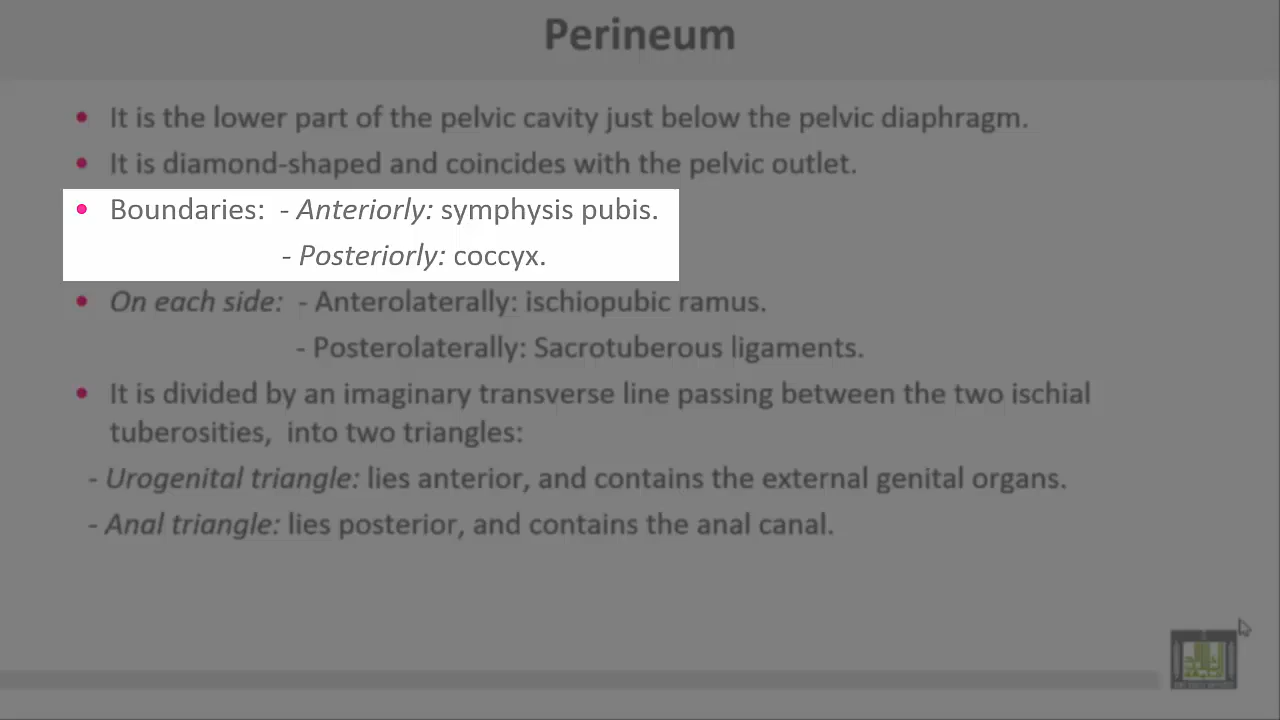 Perineum
• It is the lower part of the pelvic cavity just below the pelvic diaphragm.
• It is diamond-shaped and coincides with the pelvic outlet.
• Boundaries: - Anteriorly: symphysis pubis.
- Posteriorly: coccyx.
• On each side: - Anterolaterally: ischiopubic ramus.
- Posterolaterally: Sacrotuberous ligaments.
• It is divided by an imaginary transverse line passing between the two ischial
tuberosities, into two triangles:
- Urogenital triangle: lies anterior, and contains the external genital organs.
- Anal triangle: lies posterior, and contains the anal canal.